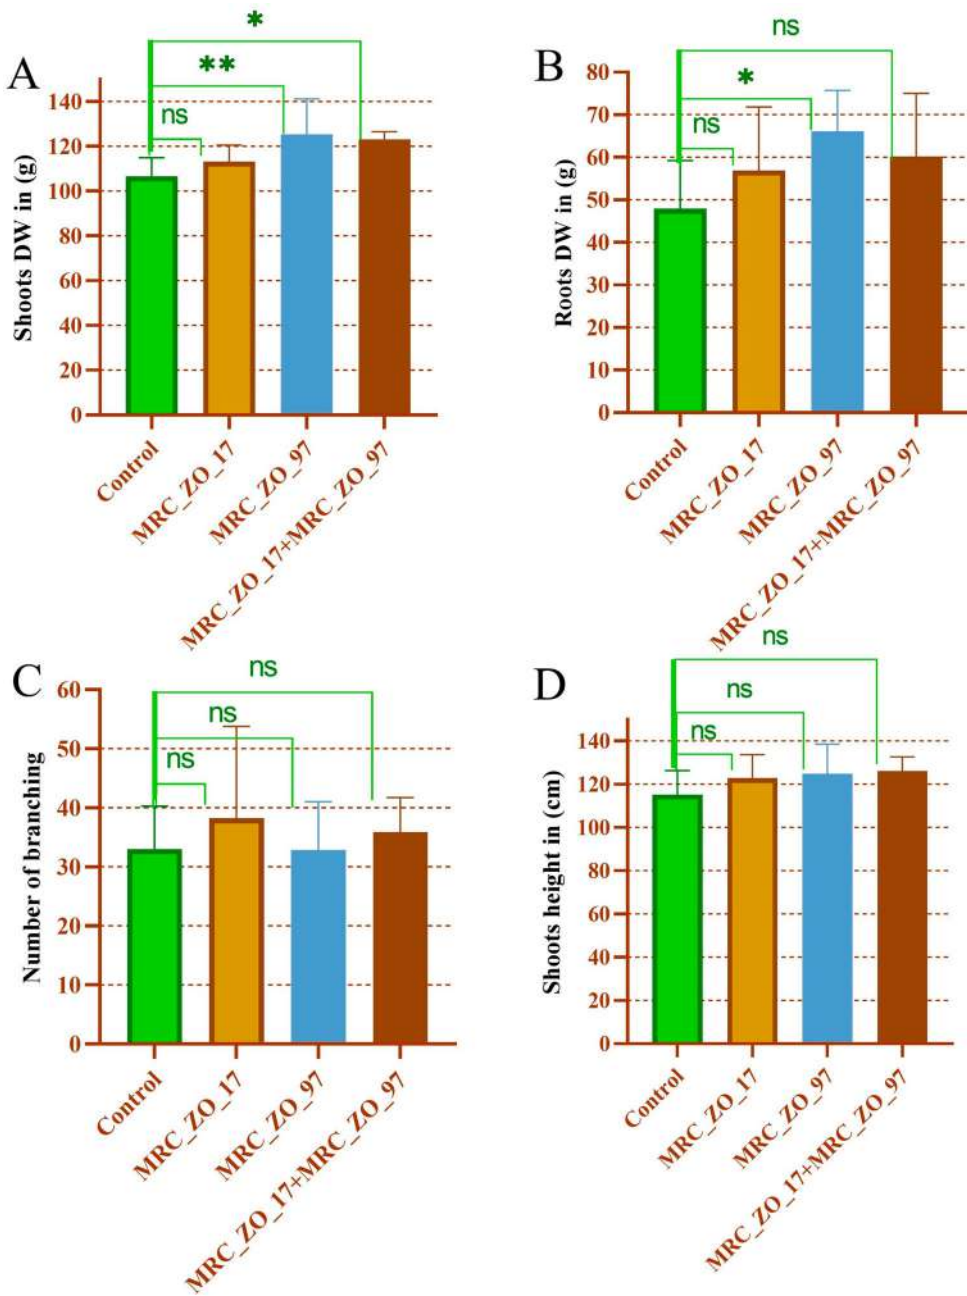 A
*
**
ns
Shoots DW in (g)
140
120
100
80
60
40
20
0
Control
MRC_ZO_17
MRC_ZO_97
MRC_ZO_17+MRC_ZO_97
B
ns
*
ns
Roots DW in (g)
80
70
60
50
40
30
20
10
0
Control
MRC_ZO_17
MRC_ZO_97
MRC_ZO_17+MRC_ZO_97
C
ns
ns
ns
Number of branching
60
50
40
30
20
10
0
Control
MRC_ZO_17
MRC_ZO_97
MRC_ZO_17+MRC_ZO_97
D
ns
ns
ns
Shoots height in (cm)
140
120
100
80
60
40
20
0
Control
MRC_ZO_17
MRC_ZO_97
MRC_ZO_17+MRC_ZO_97